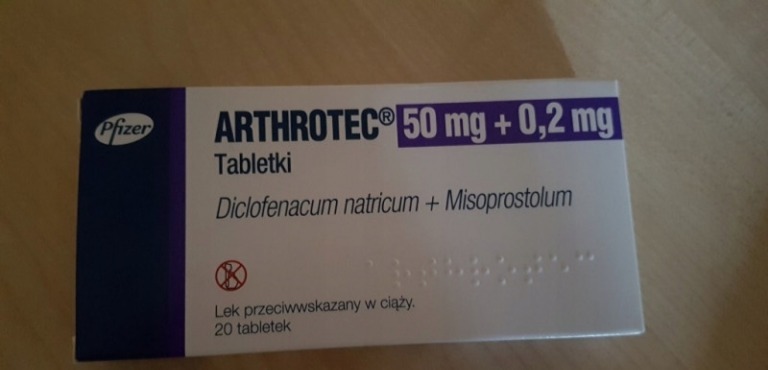 Pfizer
ARTHROTEC® 50 mg + 0,2 mg
Tabletki
Diclofenacum natricum + Misoprostolum
Lek przeciwwskazany w ciąży.
20 tabletek